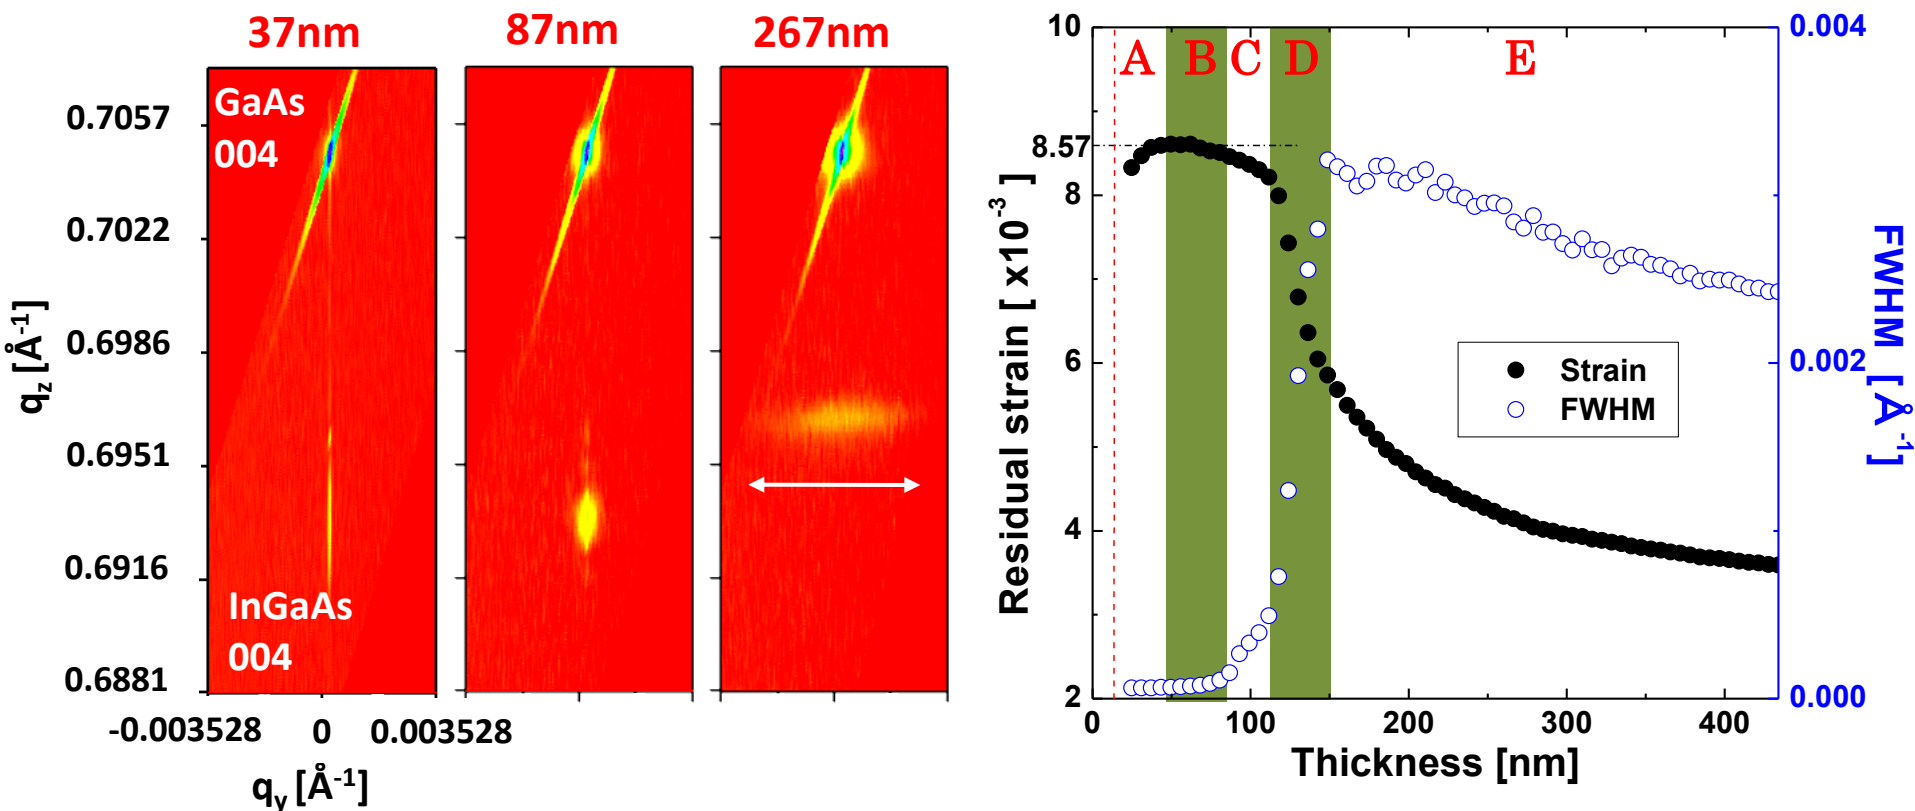 37nm
87nm
267nm
GaAs
004
InGaAs
004
0.7057
0.7022
0.6986
0.6951
0.6916
0.6881
qz [Å-1]
-0.003528
0
0.003528
qy [Å-1]
10
8.57
8
6
4
2
Residual strain [ x10-3 ]
A
B
C
D
E
Strain
FWHM
0.004
0.002
0.000
FWHM [Å-1]
0
100
200
300
400
Thickness [nm]